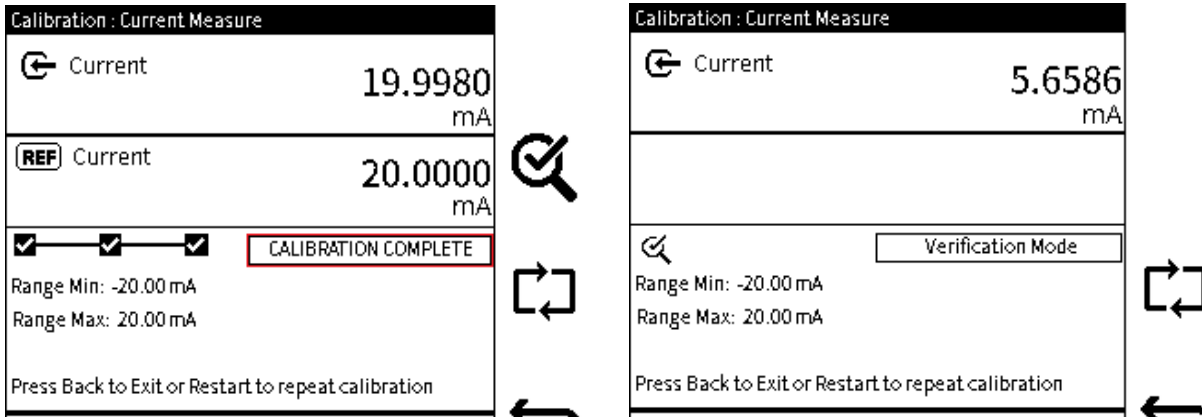 Calibration : Current Measure
Current
19.9980
mA
REF Current
20.0000
mA
CALIBRATION COMPLETE
Range Min: -20.00 mA
Range Max: 20.00 mA
Press Back to Exit or Restart to repeat calibration
Calibration : Current Measure
Current
5.6586
mA
Verification Mode
Range Min: -20.00 mA
Range Max: 20.00 mA
Press Back to Exit or Restart to repeat calibration